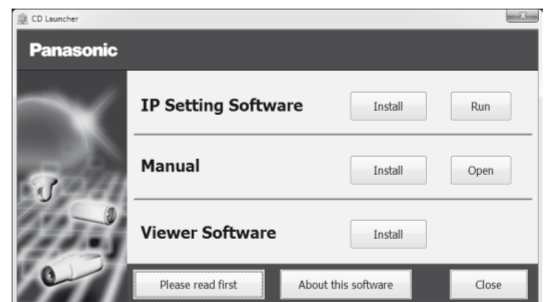 CD Launcher
Panasonic
IP Setting Software Install Run
Manual Install Open
Viewer Software Install
Please read first About this software Close